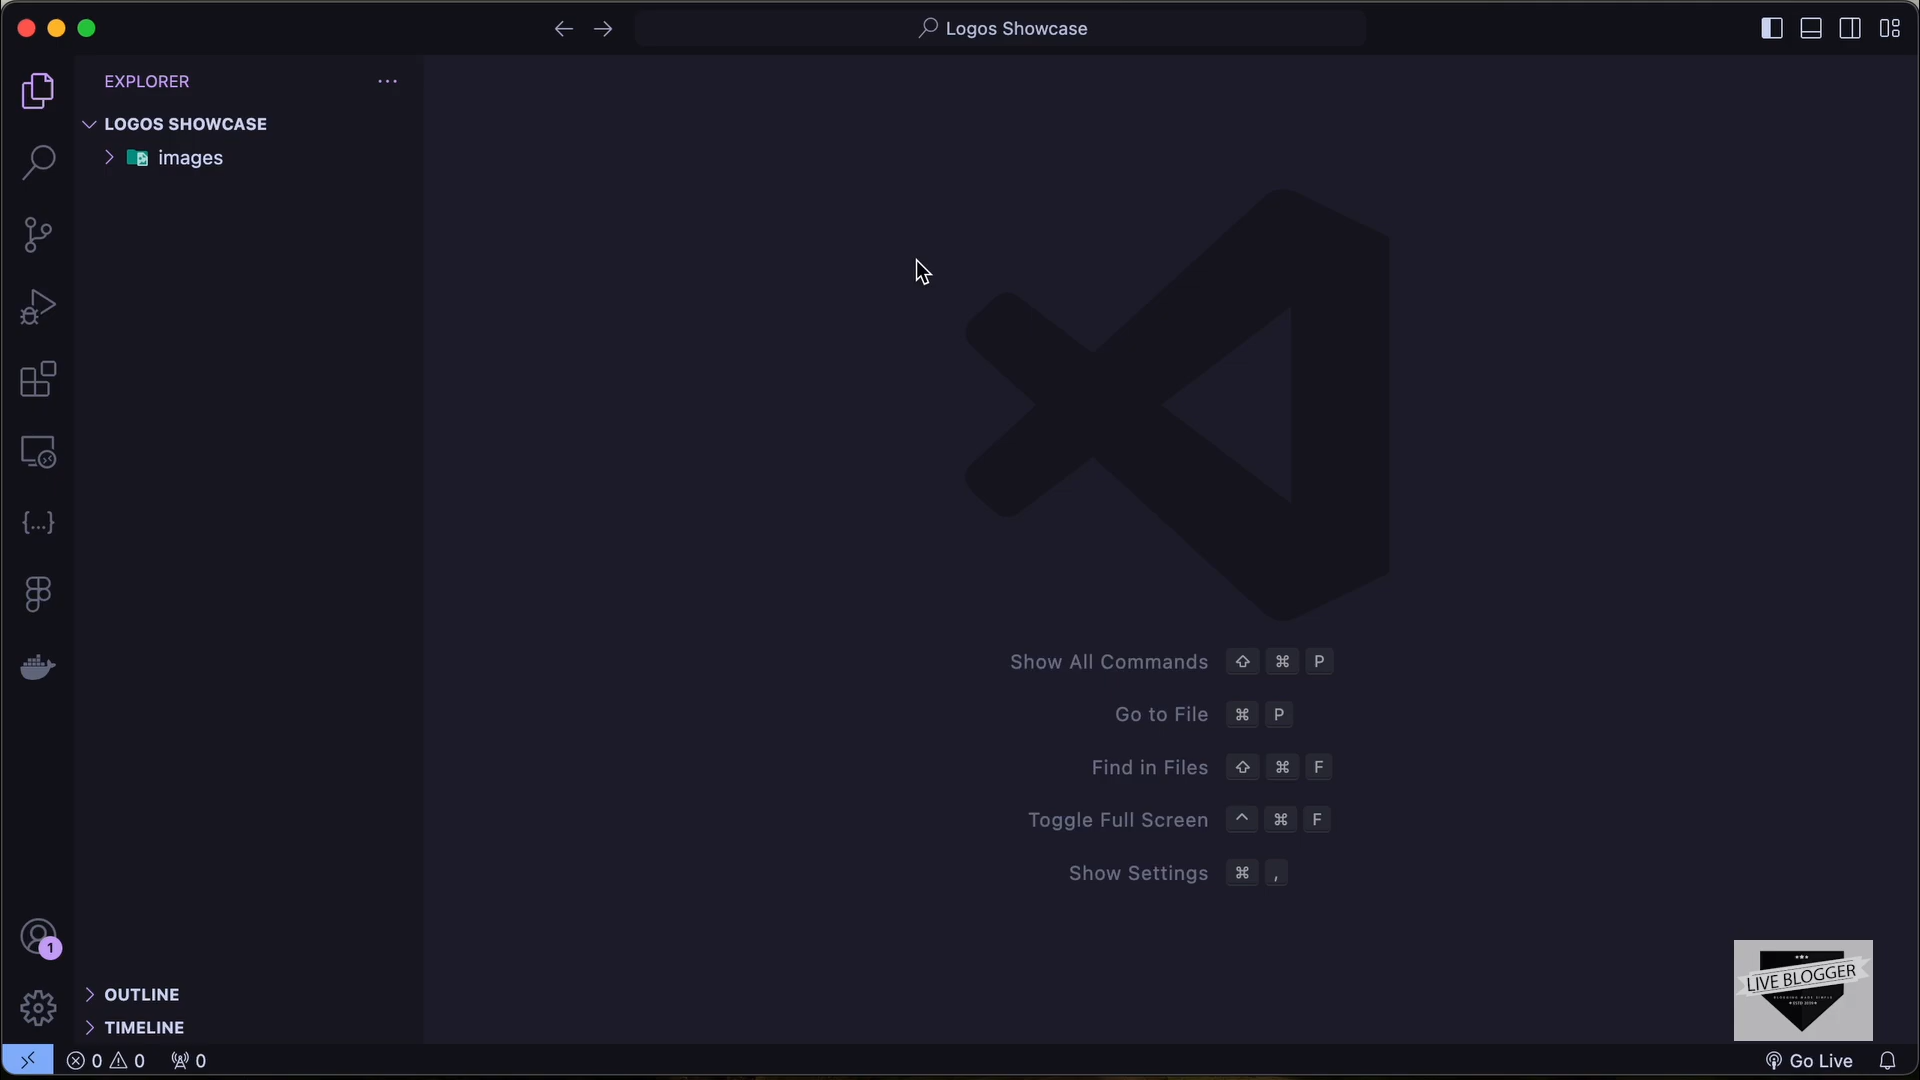 Logos Showcase
EXPLORER
LOGOS SHOWCASE
images
Show All Commands ⇧ ⌘ P
Go to File ⌘ P
Find in Files ⇧ ⌘ F
Toggle Full Screen ^ ⌘ F
Show Settings ⌘ ,
1
OUTLINE
TIMELINE
LIVE BLOGGER
0 0 0
Go Live